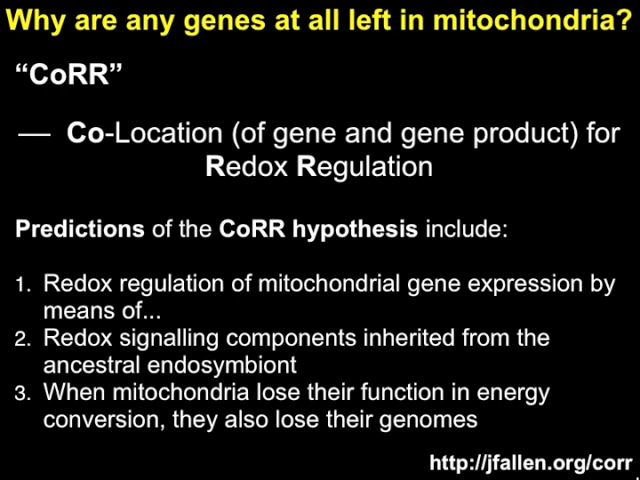 Why are any genes at all left in mitochondria?
“CoRR”
— Co-Location (of gene and gene product) for
Redox Regulation
Predictions of the CoRR hypothesis include:
1. Redox regulation of mitochondrial gene expression by
means of...
2. Redox signalling components inherited from the
ancestral endosymbiont
3. When mitochondria lose their function in energy
conversion, they also lose their genomes
http://jfallen.org/corr